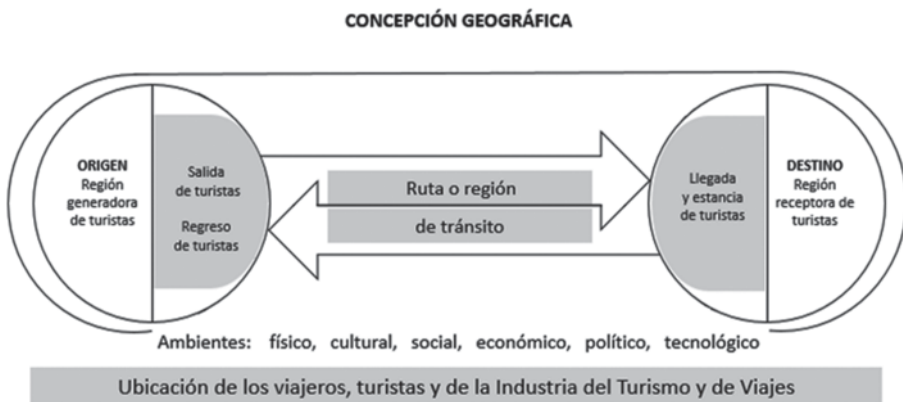 CONCEPCIÓN GEOGRÁFICA
ORIGEN
Región
generadora
de turistas
Salida
de turistas
Regreso
de turistas
Ruta o región
de tránsito
Llegada
y estancia
de turistas
DESTINO
Región
receptora de
turistas
Ambientes: físico, cultural, social, económico, político, tecnológico
Ubicación de los viajeros, turistas y de la Industria del Turismo y de Viajes